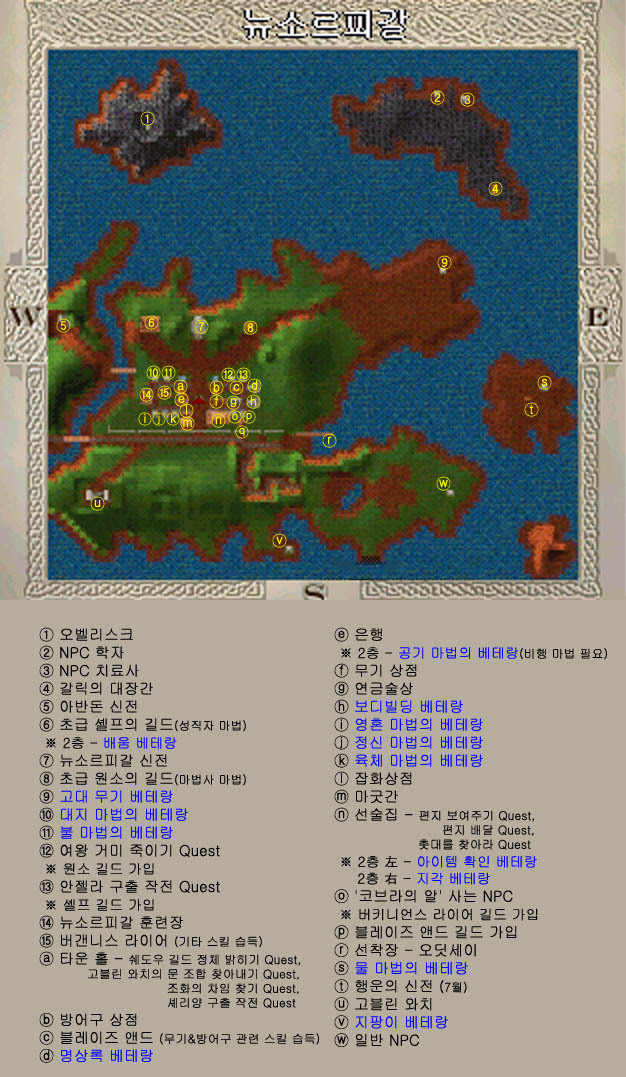 뉴소르피갈
W
E
S
① ② ③ ④ ⑤ ⑥ ⑦ ⑧ ⑨ ⑩ ⑪ ⑫ ⑬ ⑭ ⑮ ⓐ ⓑ ⓒ ⓓ ⓔ ⓕ ⓖ ⓗ ⓘ ⓙ ⓚ ⓛ ⓜ ⓝ ⓞ ⓟ ⓠ ⓡ ⓢ ⓣ ⓤ ⓥ ⓦ
① 오벨리스크
② NPC 학자
③ NPC 치료사
④ 갈릭의 대장간
⑤ 아반돈 신전
⑥ 초급 셀프의 길드(성직자 마법)
※ 2층 - 배움 베테랑
⑦ 뉴소르피갈 신전
⑧ 초급 원소의 길드(마법사 마법)
⑨ 고대 무기 베테랑
⑩ 대지 마법의 베테랑
⑪ 불 마법의 베테랑
⑫ 여왕 거미 죽이기 Quest
※ 원소 길드 가입
⑬ 안젤라 구출 작전 Quest
※ 셀프 길드 가입
⑭ 뉴소르피갈 훈련장
⑮ 버갠니스 라이어 (기타 스킬 습득)
ⓐ 타운 홀 - 쉐도우 길드 정체 밝히기 Quest,
고블린 와치의 문 조합 찾아내기 Quest,
조화의 차임 찾기 Quest,
셰리양 구출 작전 Quest
ⓑ 방어구 상점
ⓒ 블레이즈 앤드 (무기&방어구 관련 스킬 습득)
ⓓ 명상록 베테랑
ⓔ 은행
※ 2층 - 공기 마법의 베테랑(비행 마법 필요)
ⓕ 무기 상점
ⓖ 연금술상
ⓗ 보디빌딩 베테랑
ⓘ 영혼 마법의 베테랑
ⓙ 정신 마법의 베테랑
ⓚ 육체 마법의 베테랑
ⓛ 잡화상점
ⓜ 마굿간
ⓝ 선술집 - 편지 보여주기 Quest,
편지 배달 Quest,
촛대를 찾아라 Quest
※ 2층 左 - 아이템 확인 베테랑
2층 右 - 지각 베테랑
ⓞ '코브라의 알' 사는 NPC
※ 버키니언스 라이어 길드 가입
ⓟ 블레이즈 앤드 길드 가입
ⓡ 선착장 - 오딧세이
ⓢ 물 마법의 베테랑
ⓣ 행운의 신전 (7월)
ⓤ 고블린 와치
ⓥ 지팡이 베테랑
ⓦ 일반 NPC